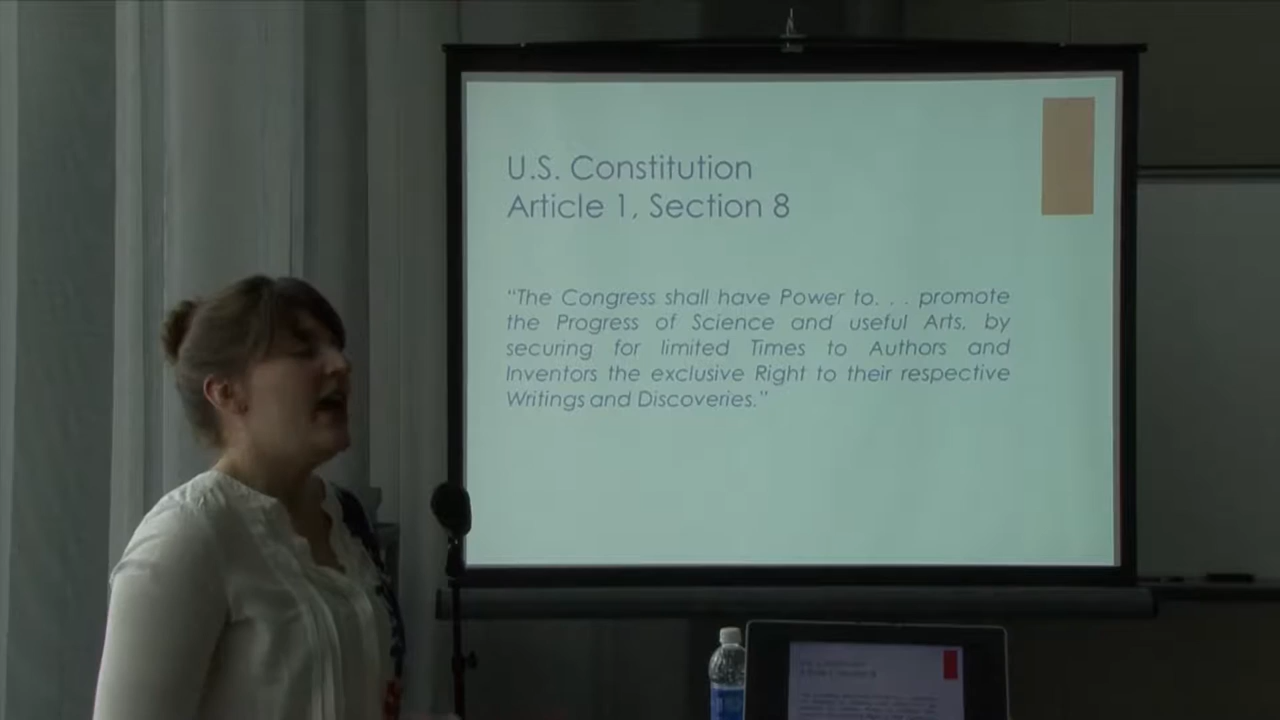 U.S. Constitution
Article 1, Section 8
“The Congress shall have Power to. . . promote
the Progress of Science and useful Arts, by
securing for limited Times to Authors and
Inventors the exclusive Right to their respective
Writings and Discoveries.”